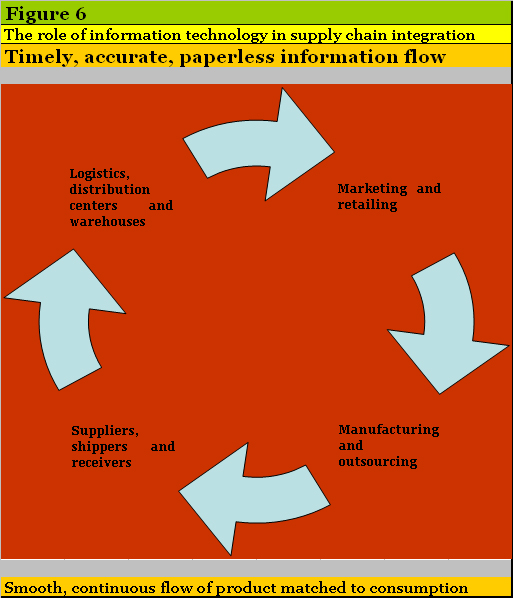 Figure 6
The role of information technology in supply chain integration
Timely, accurate, paperless information flow
Logistics,
distribution
centers and
warehouses
Marketing and
retailing
Suppliers,
shippers and
receivers
Manufacturing
and
outsourcing
Smooth, continuous flow of product matched to consumption